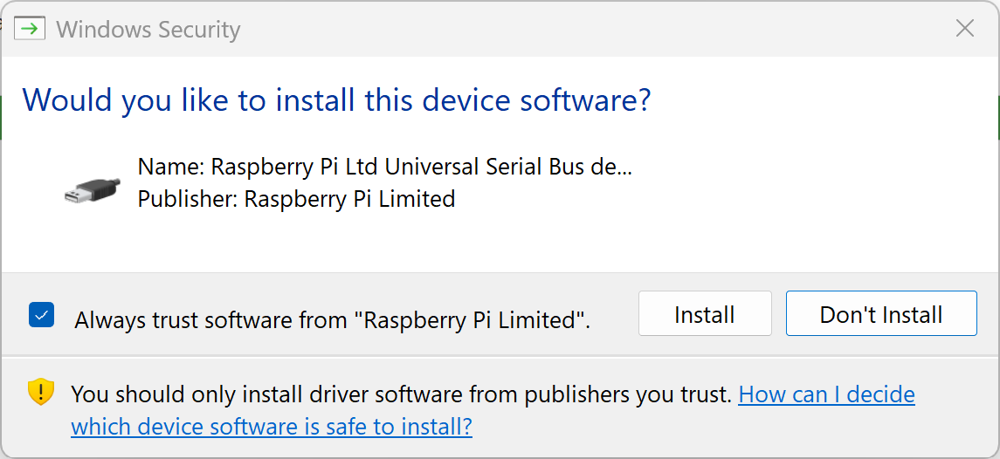 Windows Security
Would you like to install this device software?
Name: Raspberry Pi Ltd Universal Serial Bus de...
Publisher: Raspberry Pi Limited
Always trust software from "Raspberry Pi Limited".
Install
Don't Install
You should only install driver software from publishers you trust. How can I decide
which device software is safe to install?